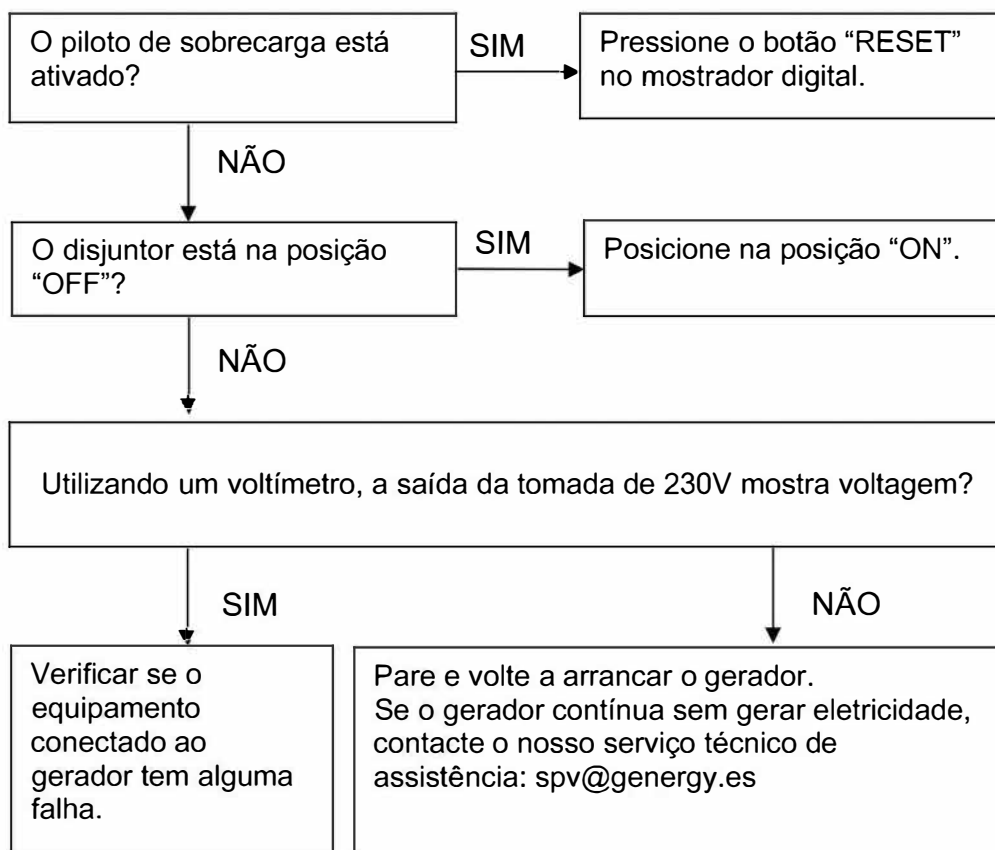 O piloto de sobrecarga está
ativado?
SIM
Pressione o botão “RESET”
no mostrador digital.
NÃO
O disjuntor está na posição
“OFF”?
SIM
Posicione na posição “ON”.
NÃO
Utilizando um voltímetro, a saída da tomada de 230V mostra voltagem?
SIM
NÃO
Verificar se o
equipamento
conectado ao
gerador tem alguma
falha.
Pare e volte a arrancar o gerador.
Se o gerador contínua sem gerar eletricidade,
contacte o nosso serviço técnico de
assistência: spv@genergy.es